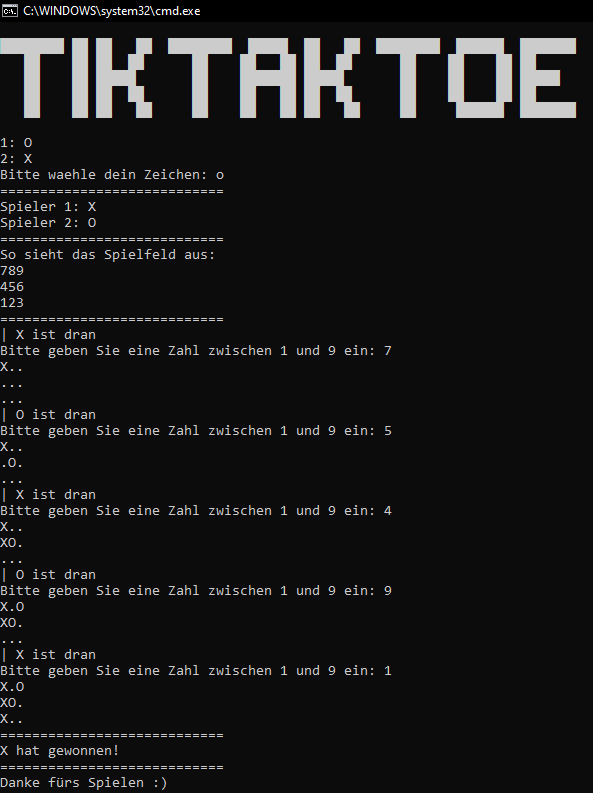 C:\WINDOWS\system32\cmd.exe
TIK TAK TOE
1: O
2: X
Bitte waehle dein Zeichen: o
============================
Spieler 1: X
Spieler 2: O
============================
So sieht das Spielfeld aus:
789
456
123
============================
| X ist dran
Bitte geben Sie eine Zahl zwischen 1 und 9 ein: 7
X..
...
...
| O ist dran
Bitte geben Sie eine Zahl zwischen 1 und 9 ein: 5
X..
.O.
...
| X ist dran
Bitte geben Sie eine Zahl zwischen 1 und 9 ein: 4
X..
XO.
...
| O ist dran
Bitte geben Sie eine Zahl zwischen 1 und 9 ein: 9
X.O
XO.
...
| X ist dran
Bitte geben Sie eine Zahl zwischen 1 und 9 ein: 1
X.O
XO.
X..
============================
X hat gewonnen!
============================
Danke fürs Spielen :)